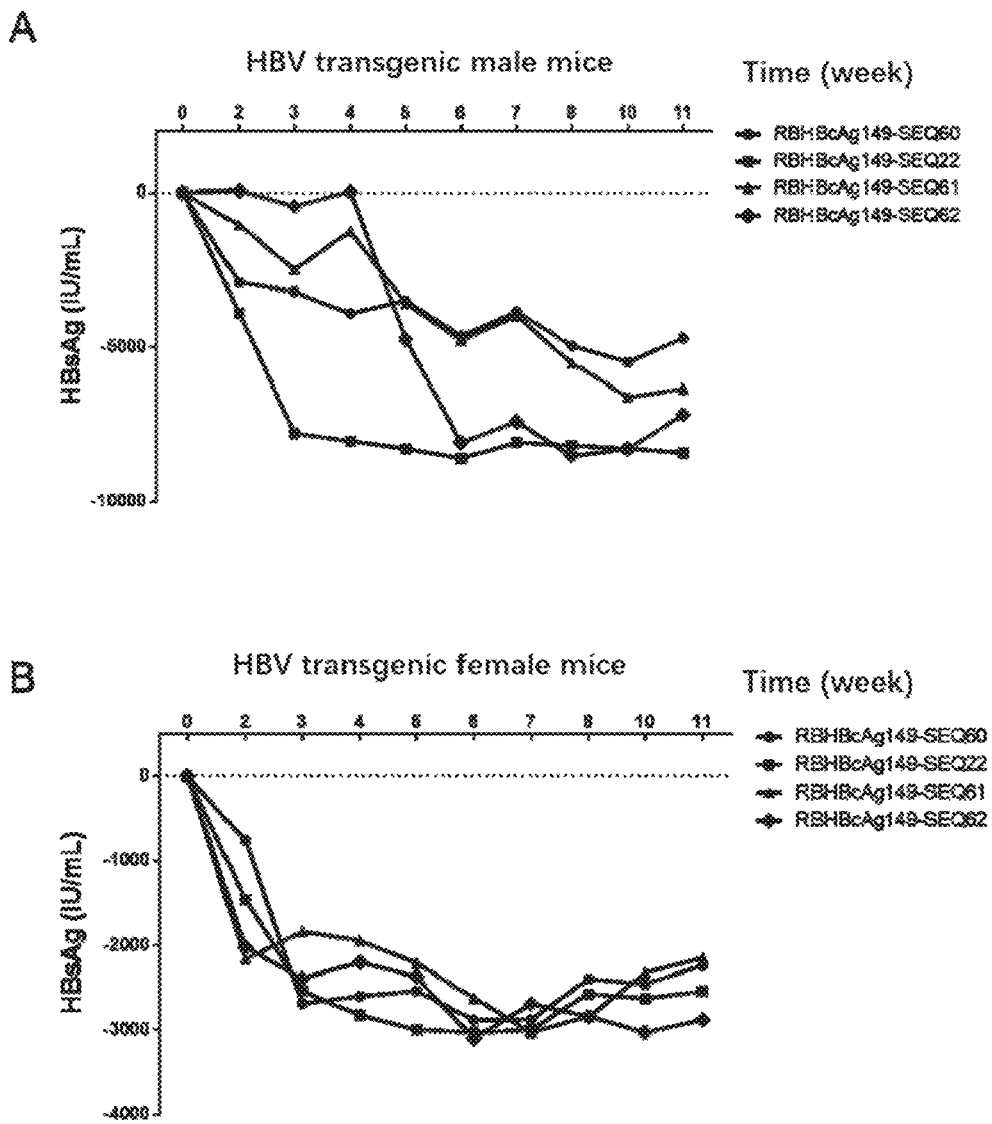 A
HBV transgenic male mice
Time (week)
0 2 3 4 5 6 7 8 10 11
RBHBcAg149-SEQ60
RBHBcAg149-SEQ22
RBHBcAg149-SEQ61
RBHBcAg149-SEQ62
0
-5000
-10000
HBsAg (IU/mL)
B
HBV transgenic female mice
Time (week)
0 2 3 4 5 6 7 8 10 11
RBHBcAg149-SEQ60
RBHBcAg149-SEQ22
RBHBcAg149-SEQ61
RBHBcAg149-SEQ62
0
-1000
-2000
-3000
-4000
HBsAg (IU/mL)